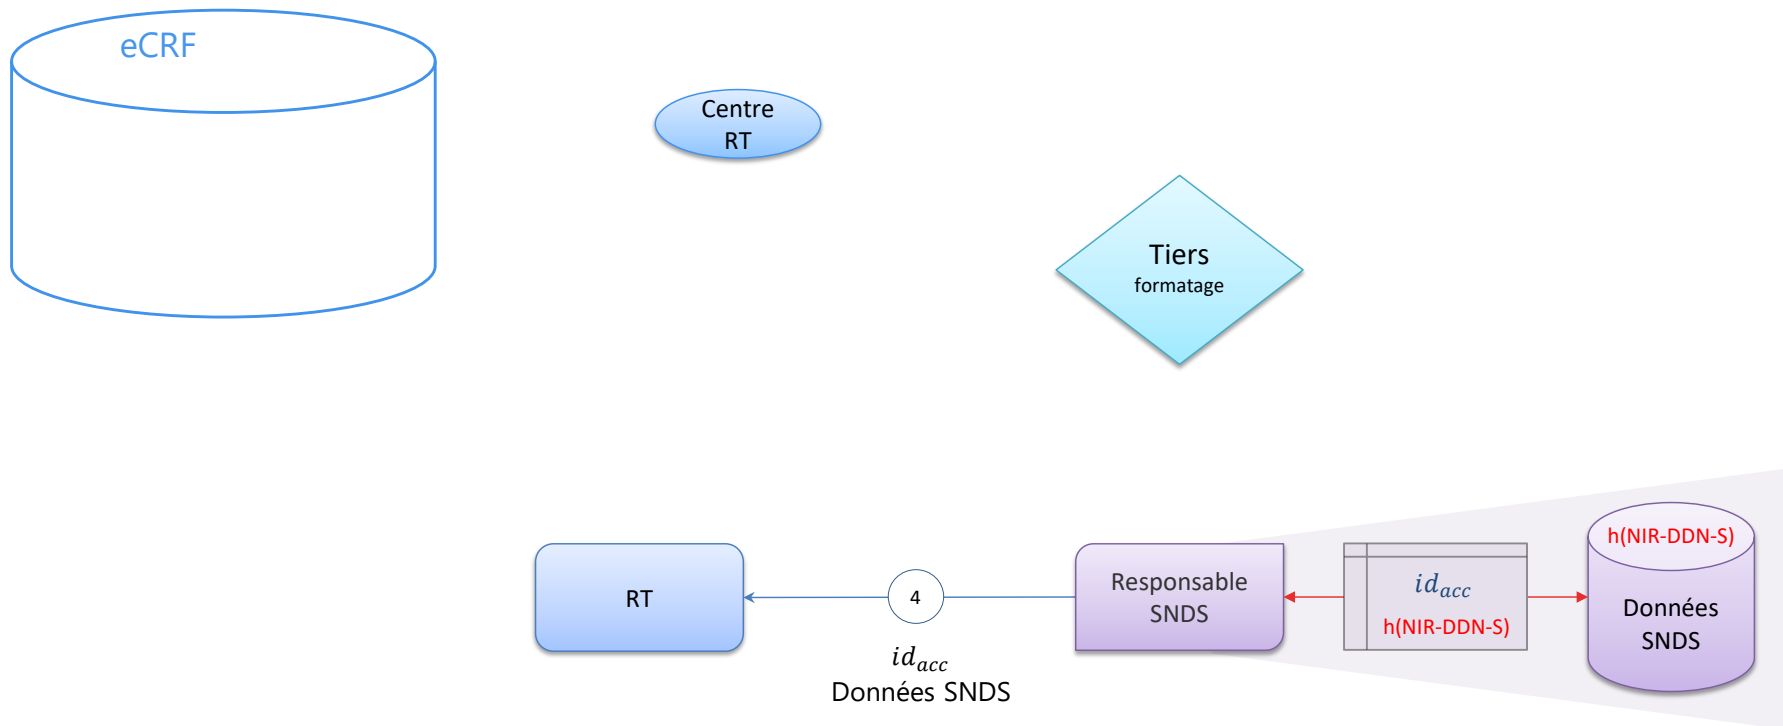 eCRF
Centre
RT
Tiers
formatage
RT
4
id_acc
Données SNDS
Responsable
SNDS
id_acc
h(NIR-DDN-S)
h(NIR-DDN-S)
Données
SNDS